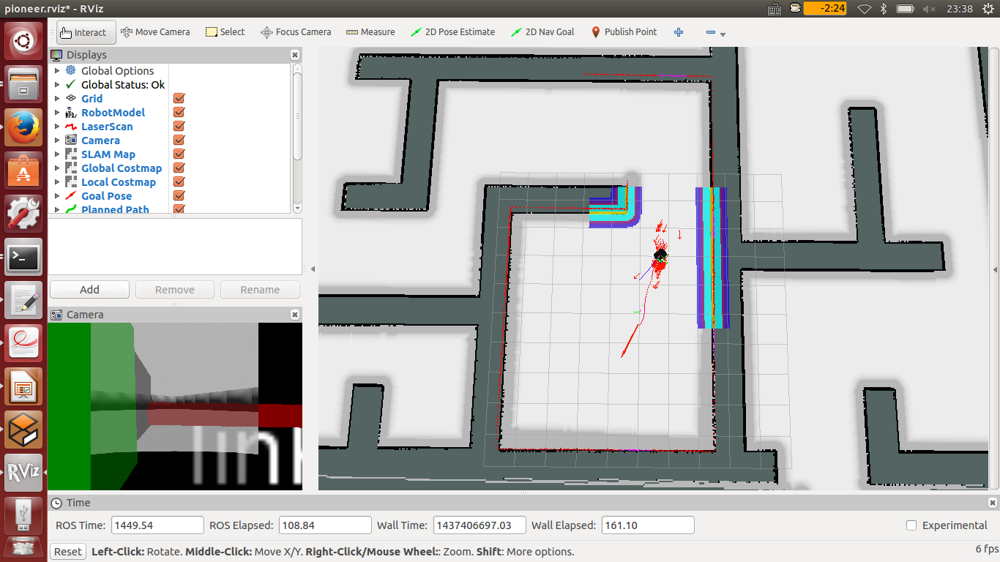 pioneer.rviz* - RViz
-2:24
23:38
Interact
Move Camera
Select
Focus Camera
Measure
2D Pose Estimate
2D Nav Goal
Publish Point
Displays
Global Options
Global Status: Ok
Grid
RobotModel
LaserScan
Camera
SLAM Map
Global Costmap
Local Costmap
Goal Pose
Planned Path
Add
Remove
Rename
Camera
RViz
Time
ROS Time:
1449.54
ROS Elapsed:
108.84
Wall Time:
1437406697.03
Wall Elapsed:
161.10
Experimental
Reset
Left-Click: Rotate. Middle-Click: Move X/Y. Right-Click/Mouse Wheel:: Zoom. Shift: More options.
6 fps